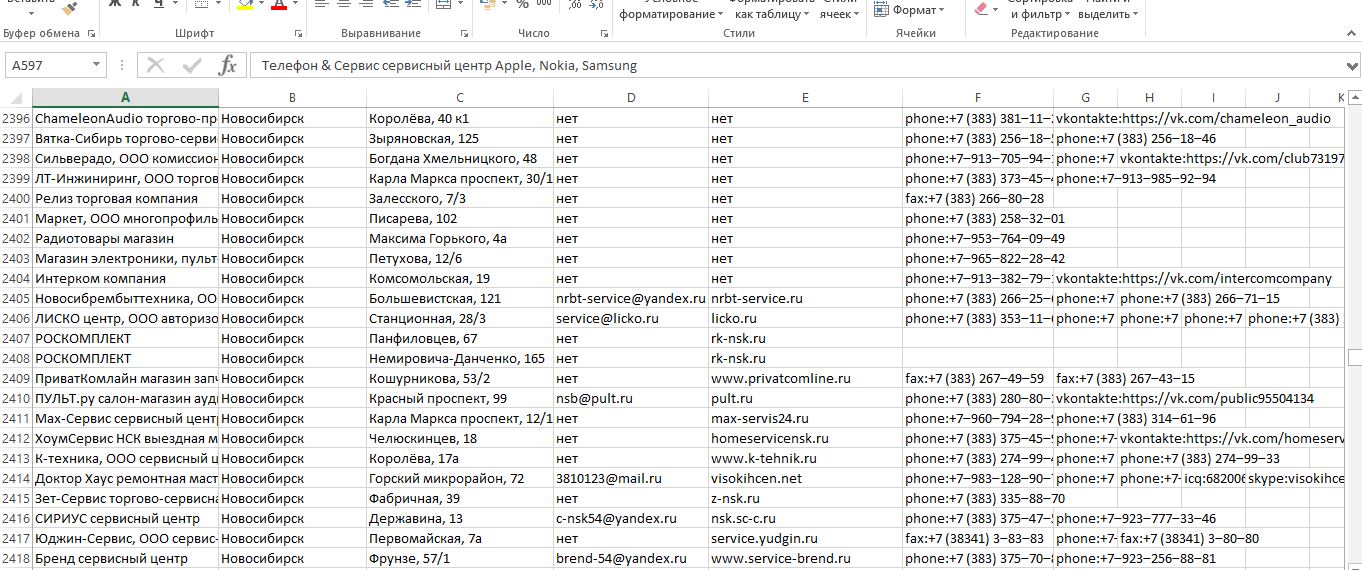 Буфер обмена Шрифт Выравнивание Число Стили Ячейки Редактирование
форматирование как таблицу ячеек Формат и фильтр выделить
A597 fx Телефон & Сервис сервисный центр Apple, Nokia, Samsung
A B C D E F G H I J K
2396 ChameleonAudio торгово-пр Новосибирск Королёва, 40 к1 нет нет phone:+7 (383) 381–11– vkontakte:https://vk.com/chameleon_audio
2397 Вятка-Сибирь торгово-серви Новосибирск Зыряновская, 125 нет нет phone:+7 (383) 256–18– phone:+7 (383) 256–18–46
2398 Сильверадо, ООО комиссион Новосибирск Богдана Хмельницкого, 48 нет нет phone:+7–913–705–94– phone:+7 vkontakte:https://vk.com/club73197
2399 ЛТ-Инжиниринг, ООО торгов Новосибирск Карла Маркса проспект, 30/1 нет нет phone:+7 (383) 373–45– phone:+7–913–985–92–94
2400 Релиз торговая компания Новосибирск Залесского, 7/3 нет нет fax:+7 (383) 266–80–28
2401 Маркет, ООО многопрофиль Новосибирск Писарева, 102 нет нет phone:+7 (383) 258–32–01
2402 Радиотовары магазин Новосибирск Максима Горького, 4а нет нет phone:+7–953–764–09–49
2403 Магазин электроники, пульт Новосибирск Петухова, 12/6 нет нет phone:+7–965–822–28–42
2404 Интерком компания Новосибирск Комсомольская, 19 нет нет phone:+7–913–382–79– vkontakte:https://vk.com/intercomcompany
2405 Новосибрембыттехника, ОО Новосибирск Большевистская, 121 nrbt-service@yandex.ru nrbt-service.ru phone:+7 (383) 266–25– phone:+7 phone:+7 (383) 266–71–15
2406 ЛИСКО центр, ООО авторизо Новосибирск Станционная, 28/3 service@licko.ru licko.ru phone:+7 (383) 353–11– phone:+7 phone:+7 phone:+7 phone:+7 (383)
2407 РОСКОМПЛЕКТ Новосибирск Панфиловцев, 67 нет rk-nsk.ru
2408 РОСКОМПЛЕКТ Новосибирск Немировича-Данченко, 165 нет rk-nsk.ru
2409 ПриватКомлайн магазин запч Новосибирск Кошурникова, 53/2 нет www.privatcomline.ru fax:+7 (383) 267–49–59 fax:+7 (383) 267–43–15
2410 ПУЛЬТ.ру салон-магазин ауд Новосибирск Красный проспект, 99 nsb@pult.ru pult.ru phone:+7 (383) 280–80– vkontakte:https://vk.com/public95504134
2411 Мах-Сервис сервисный цент Новосибирск Карла Маркса проспект, 12/1 нет max-servis24.ru phone:+7–960–794–28– phone:+7 (383) 314–61–96
2412 ХоумСервис НСК выездная м Новосибирск Челюскинцев, 18 нет homeservicensk.ru phone:+7 (383) 375–45– phone:+7– vkontakte:https://vk.com/homeserv
2413 К-техника, ООО сервисный ц Новосибирск Королёва, 17а нет www.k-tehnik.ru phone:+7 (383) 274–99– phone:+7 phone:+7 (383) 274–99–33
2414 Доктор Хаус ремонтная маст Новосибирск Горский микрорайон, 72 3810123@mail.ru visokihcen.net phone:+7–983–128–90– phone:+7 phone:+7– icq:682006 skype:visokihce
2415 Зет-Сервис торгово-сервисна Новосибирск Фабричная, 39 нет z-nsk.ru phone:+7 (383) 335–88–70
2416 СИРИУС сервисный центр Новосибирск Державина, 13 c-nsk54@yandex.ru nsk.sc-c.ru phone:+7 (383) 375–47– phone:+7–923–777–33–46
2417 Юджин-Сервис, ООО сервис- Новосибирск Первомайская, 7а нет service.yudgin.ru fax:+7 (38341) 3–83–83 phone:+7– fax:+7 (38341) 3–80–80
2418 Бренд сервисный центр Новосибирск Фрунзе, 57/1 brend-54@yandex.ru www.service-brend.ru phone:+7 (383) 375–70– phone:+7–923–256–88–81